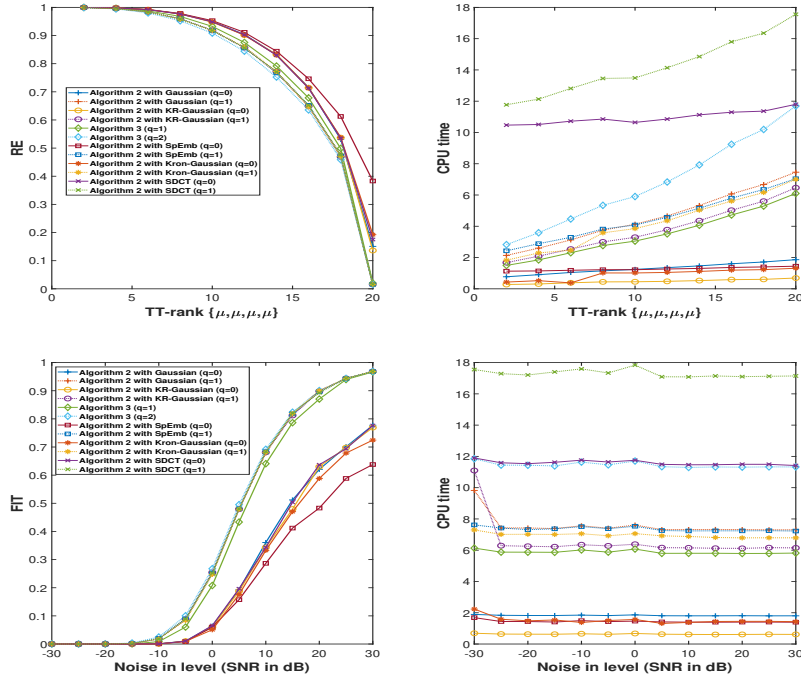 1
0.9
0.8
0.7
0.6
0.5
0.4
0.3
0.2
0.1
0
RE
Algorithm 2 with Gaussian (q=0)
Algorithm 2 with Gaussian (q=1)
Algorithm 2 with KR-Gaussian (q=0)
Algorithm 2 with KR-Gaussian (q=1)
Algorithm 3 (q=1)
Algorithm 3 (q=2)
Algorithm 2 with SpEmb (q=0)
Algorithm 2 with SpEmb (q=1)
Algorithm 2 with Kron-Gaussian (q=0)
Algorithm 2 with Kron-Gaussian (q=1)
Algorithm 2 with SDCT (q=0)
Algorithm 2 with SDCT (q=1)
0 5 10 15 20
TT-rank {μ,μ,μ,μ}
18
16
14
12
10
8
6
4
2
0
CPU time
0 5 10 15 20
TT-rank {μ,μ,μ,μ}
1
0.9
0.8
0.7
0.6
0.5
0.4
0.3
0.2
0.1
0
FIT
Algorithm 2 with Gaussian (q=0)
Algorithm 2 with Gaussian (q=1)
Algorithm 2 with KR-Gaussian (q=0)
Algorithm 2 with KR-Gaussian (q=1)
Algorithm 3 (q=1)
Algorithm 3 (q=2)
Algorithm 2 with SpEmb (q=0)
Algorithm 2 with SpEmb (q=1)
Algorithm 2 with Kron-Gaussian (q=0)
Algorithm 2 with Kron-Gaussian (q=1)
Algorithm 2 with SDCT (q=0)
Algorithm 2 with SDCT (q=1)
-30 -20 -10 0 10 20 30
Noise in level (SNR in dB)
18
16
14
12
10
8
6
4
2
0
CPU time
-30 -20 -10 0 10 20 30
Noise in level (SNR in dB)